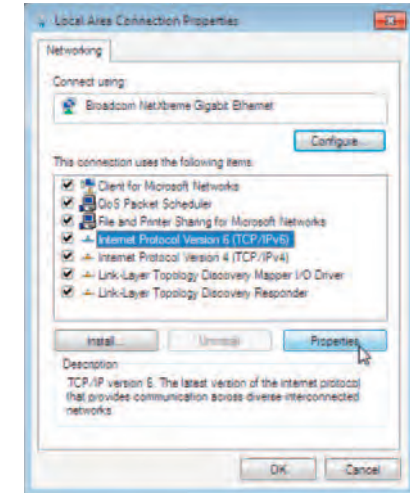 Local Area Connection Properties
Networking
Connect using:
Broadcom NetXtreme Gigabit Ethernet
Configure...
This connection uses the following items:
Client for Microsoft Networks
QoS Packet Scheduler
File and Printer Sharing for Microsoft Networks
Internet Protocol Version 6 (TCP/IPv6)
Internet Protocol Version 4 (TCP/IPv4)
Link-Layer Topology Discovery Mapper I/O Driver
Link-Layer Topology Discovery Responder
Install...
Uninstall
Properties
Description
TCP/IP version 6. The latest version of the internet protocol
that provides communication across diverse interconnected
networks.
OK
Cancel